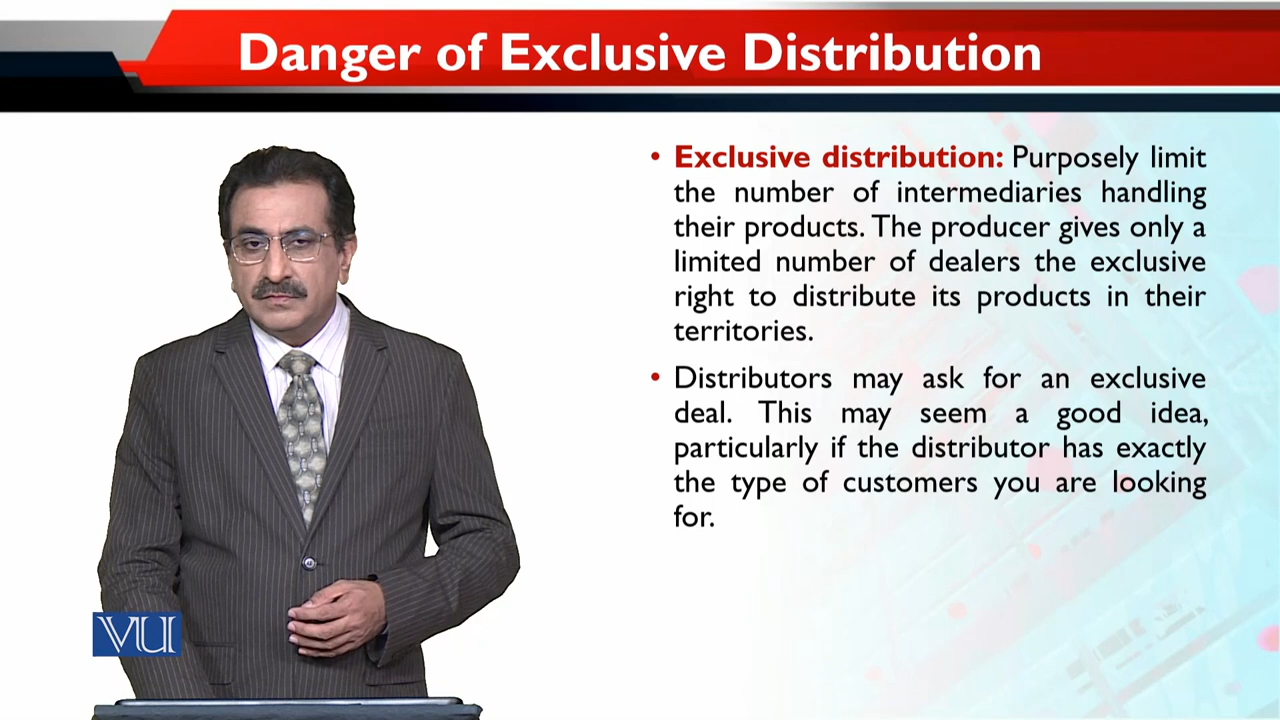 Danger of Exclusive Distribution
• Exclusive distribution: Purposely limit
the number of intermediaries handling
their products. The producer gives only a
limited number of dealers the exclusive
right to distribute its products in their
territories.
• Distributors may ask for an exclusive
deal. This may seem a good idea,
particularly if the distributor has exactly
the type of customers you are looking
for.
VU